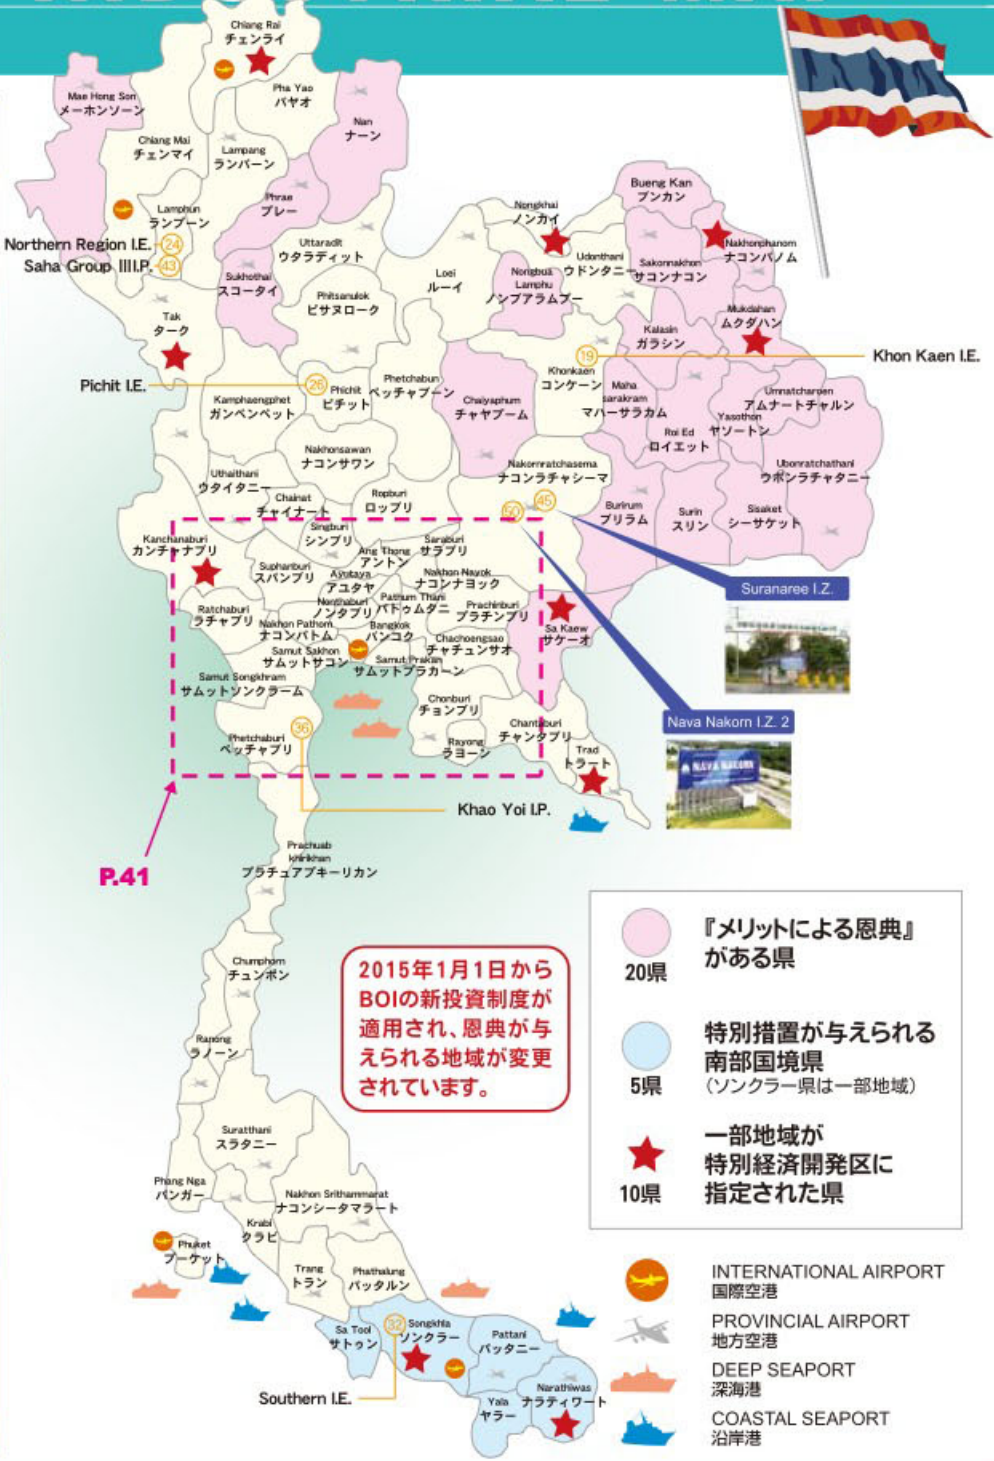 Chiang Rai
チェンライ
Mae Hong Son
メーホンソーン
Pha Yao
パヤオ
Nan
ナーン
Chiang Mai
チェンマイ
Lampang
ランパーン
Phrae
プレー
Lamphun
ランプーン
Northern Region I.E.
24
Saha Group III I.P.
43
Uttaradit
ウタラディット
Sukhothai
スコータイ
Phitsanulok
ピサヌローク
Loei
ルーイ
Nongkhai
ノンカイ
Bueng Kan
ブンカン
Nakhonphanom
ナコンパノム
Udonthani
ウドンタニー
Sakonnakhon
サコンナコン
Nongbua
Lamphu
ノンブアラムプー
Tak
ターク
Mukdahan
ムクダハン
Kalasin
ガラシン
19
Khon Kaen I.E.
Khonkaen
コンケーン
Pichit I.E.
26
Phichit
ピチット
Phetchabun
ペッチャブーン
Kamphaengphet
ガンペンペット
Chaiyaphum
チャヤプーム
Maha
sarakram
マハーサラカム
Umnatcharoen
アムナートチャルン
Yasothon
ヤソートン
Roi Ed
ロイエット
Nakhonsawan
ナコンサワン
Nakornratchasema
ナコンラチャシーマ
Ubonratchathani
ウボンラチャタニー
Uthaithani
ウタイタニー
Chainat
チャイナート
Ropburi
ロッブリ
50
45
Burirum
ブリラム
Surin
スリン
Sisaket
シーサケット
Kanchanaburi
カンチャナブリ
Singburi
シンブリ
Ang Thong
アントン
Saraburi
サラブリ
Suphanburi
スパンブリ
Ayutaya
アユタヤ
Nakhon Nayok
ナコンナヨック
Suranaree I.Z.
Ratchaburi
ラチャブリ
Nonthaburi
ノンタブリ
Pathum Thani
パトゥムダニ
Prachinburi
プラチンブリ
Nakhon Pathom
ナコンパトム
Bangkok
バンコク
Chachoengsao
チャチュンサオ
Sa Kaew
サケーオ
Samut Sakhon
サムットサコン
Samut Prakan
サムットプラカーン
Samut Songkhram
サムットソンクラーム
Chonburi
チョンブリ
Chantaburi
チャンタブリ
Rayong
ラヨーン
Trad
トラート
Nava Nakorn I.Z. 2
NAVA NAKORN
Phetchaburi
ペッチャブリ
36
Khao Yoi I.P.
P.41
Prachuab
khirikhan
プラチュアブキーリカン
Chumphorn
チュンポン
Ranong
ラノーン
2015年1月1日から
BOIの新投資制度が
適用され、恩典が与
えられる地域が変更
されています。
『メリットによる恩典』
がある県
20県
特別措置が与えられる
南部国境県
(ソンクラー県は一部地域)
5県
一部地域が
特別経済開発区に
指定された県
10県
Suratthani
スラタニー
Phang Nga
パンガー
Nakhon Srithammarat
ナコンシータマラート
Krabi
クラビ
Phuket
プーケット
Trang
トラン
Phathalung
パッタルン
Sa Tool
サトゥン
32
Songkhla
ソンクラー
Pattani
パッタニー
Southern I.E.
Yala
ヤラー
Narathiwas
ナラティワート
INTERNATIONAL AIRPORT
国際空港
PROVINCIAL AIRPORT
地方空港
DEEP SEAPORT
深海港
COASTAL SEAPORT
沿岸港